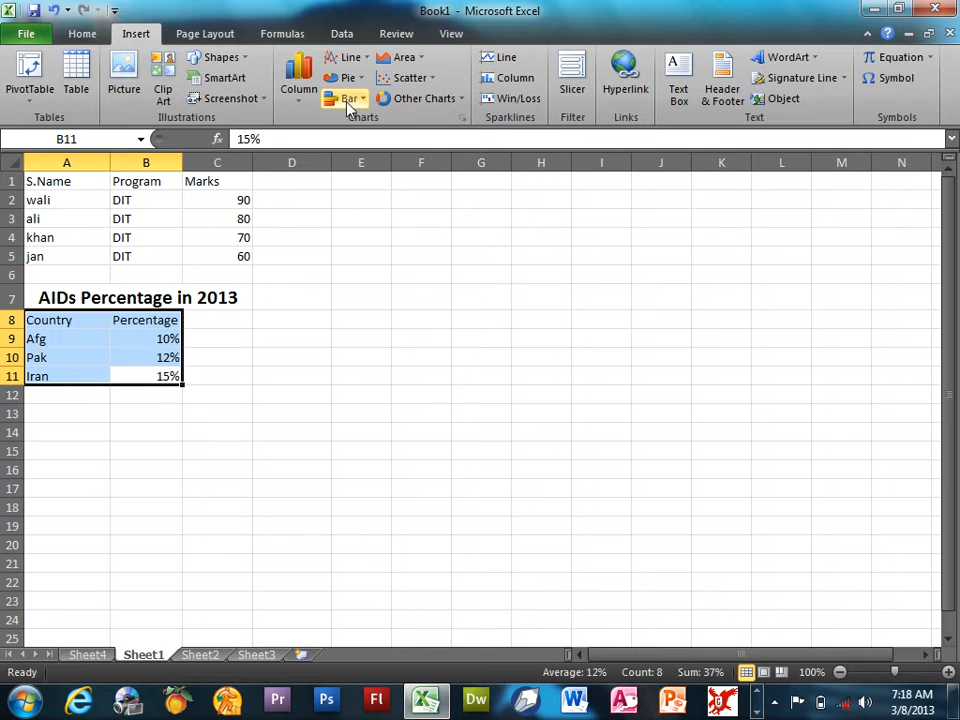 Book1 - Microsoft Excel
File Home Insert Page Layout Formulas Data Review View
PivotTable Table Picture Clip Art Shapes SmartArt Screenshot
Column Line Pie Bar Area Scatter Other Charts
Line Column Win/Loss Slicer Hyperlink Text Box Header & Footer WordArt Signature Line Object Equation Symbol
Tables Illustrations Charts Sparklines Filter Links Text Symbols
B11 fx 15%
A B C D E F G H I J K L M N
1 S.Name Program Marks
2 wali DIT 90
3 ali DIT 80
4 khan DIT 70
5 jan DIT 60
6
7 AIDs Percentage in 2013
8 Country Percentage
9 Afg 10%
10 Pak 12%
11 Iran 15%
12
13
14
15
16
17
18
19
20
21
22
23
24
25
Sheet4 Sheet1 Sheet2 Sheet3
Ready Average: 12% Count: 8 Sum: 37% 100%
Pr Ps Fl Dw W A P
7:18 AM
3/8/2013